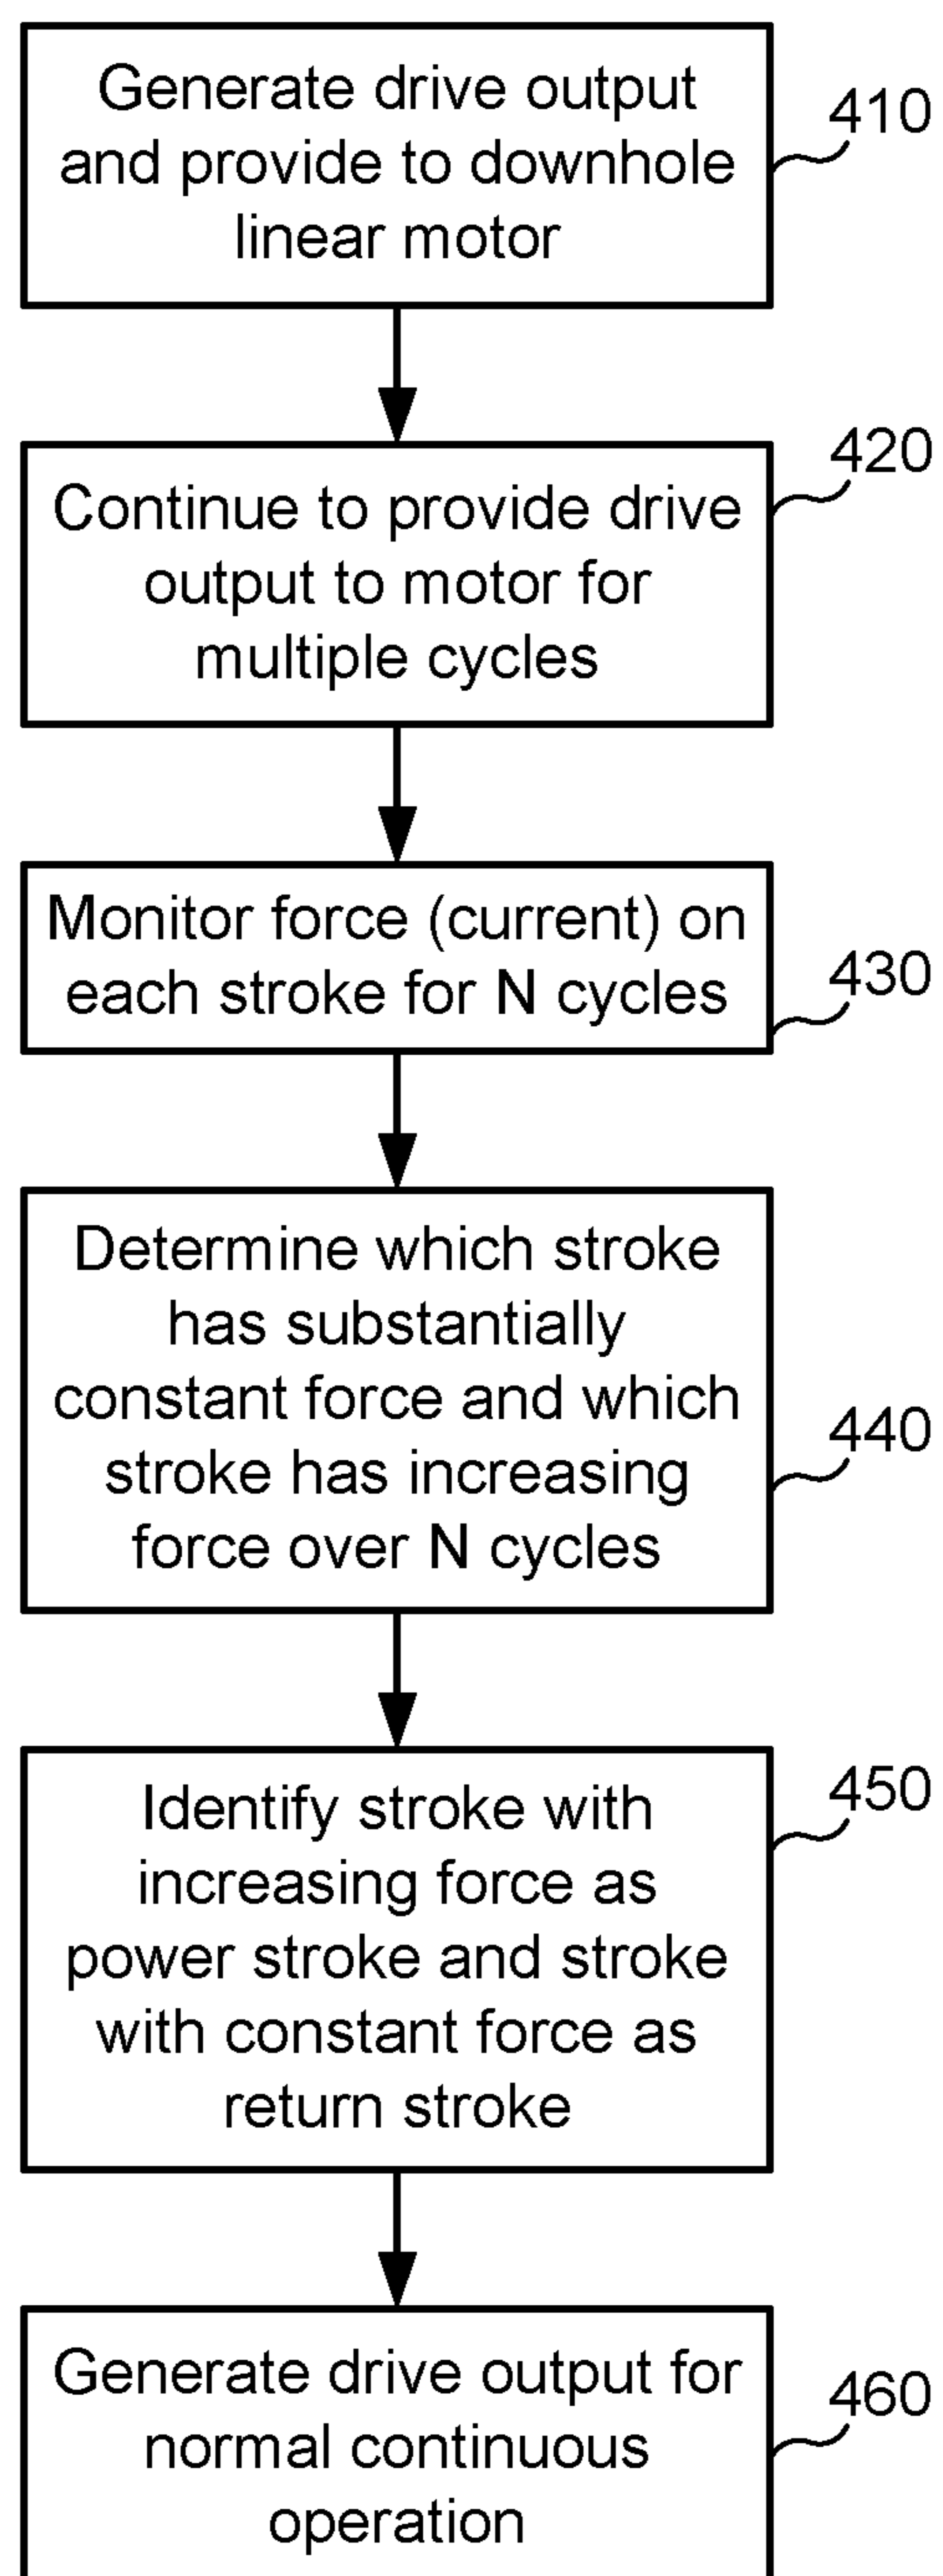 Generate drive output
and provide to downhole
linear motor
410
Continue to provide drive
output to motor for
multiple cycles
420
Monitor force (current) on
each stroke for N cycles
430
Determine which stroke
has substantially
constant force and which
stroke has increasing
force over N cycles
440
Identify stroke with
increasing force as
power stroke and stroke
with constant force as
return stroke
450
Generate drive output for
normal continuous
operation
460